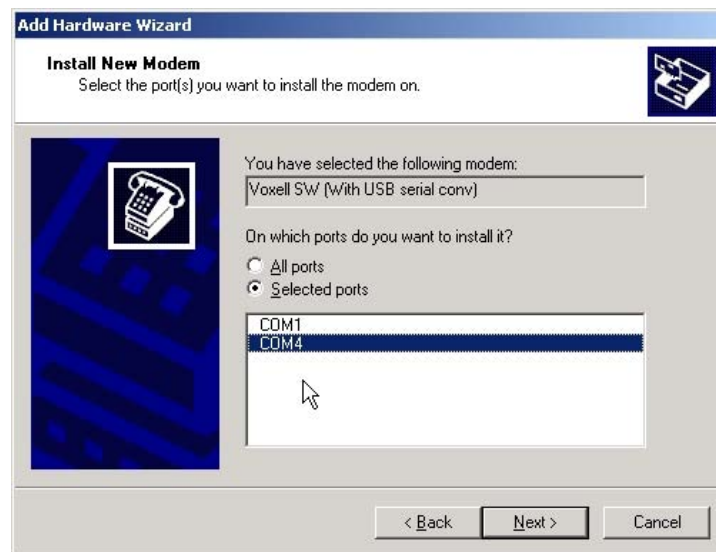 Add Hardware Wizard
Install New Modem
Select the port(s) you want to install the modem on.
You have selected the following modem:
Voxell SW (With USB serial conv)
On which ports do you want to install it?
All ports
Selected ports
COM1
COM4
< Back
Next >
Cancel